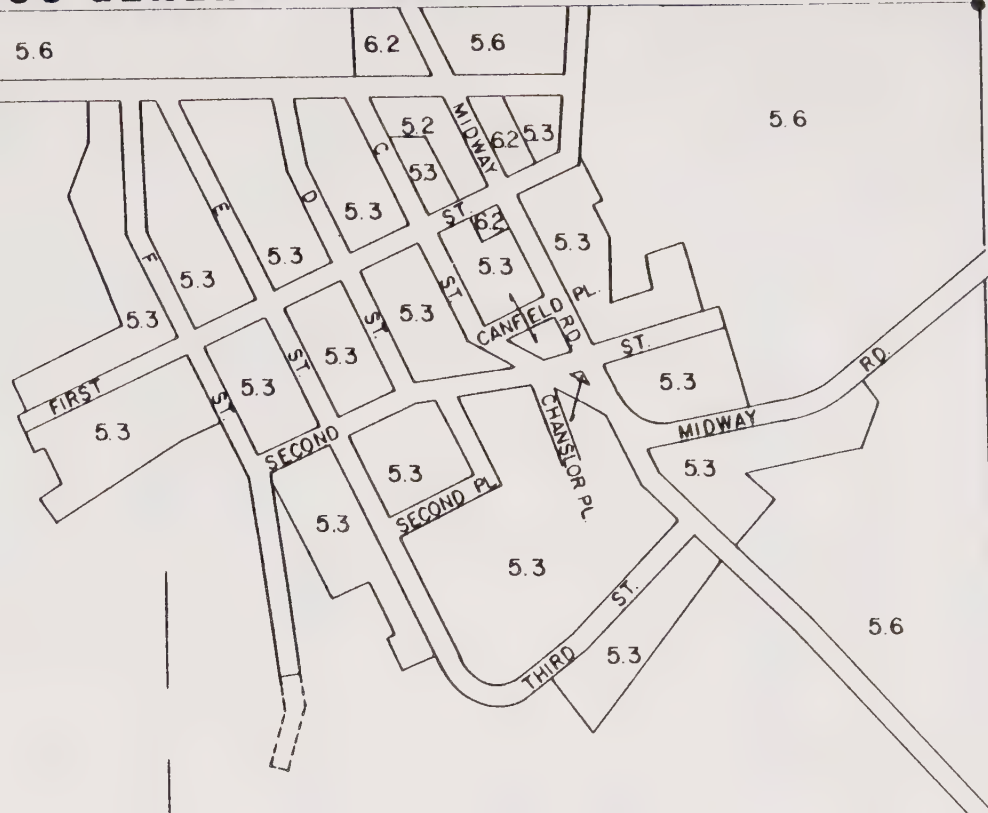 5.6
6.2
5.6
5.6
5.2
MIDWAY
6.2
5.3
C
5.3
D
E
5.3
ST.
6.2
5.3
F
5.3
5.3
5.3
ST.
5.3
5.3
ST.
CANFIELD PL.
RD.
ST.
RD.
ST.
5.3
5.3
5.3
FIRST
ST.
5.3
CHANSLOR PL.
MIDWAY
SECOND
5.3
5.3
SECOND PL.
5.3
5.3
ST.
5.6
THIRD
5.3